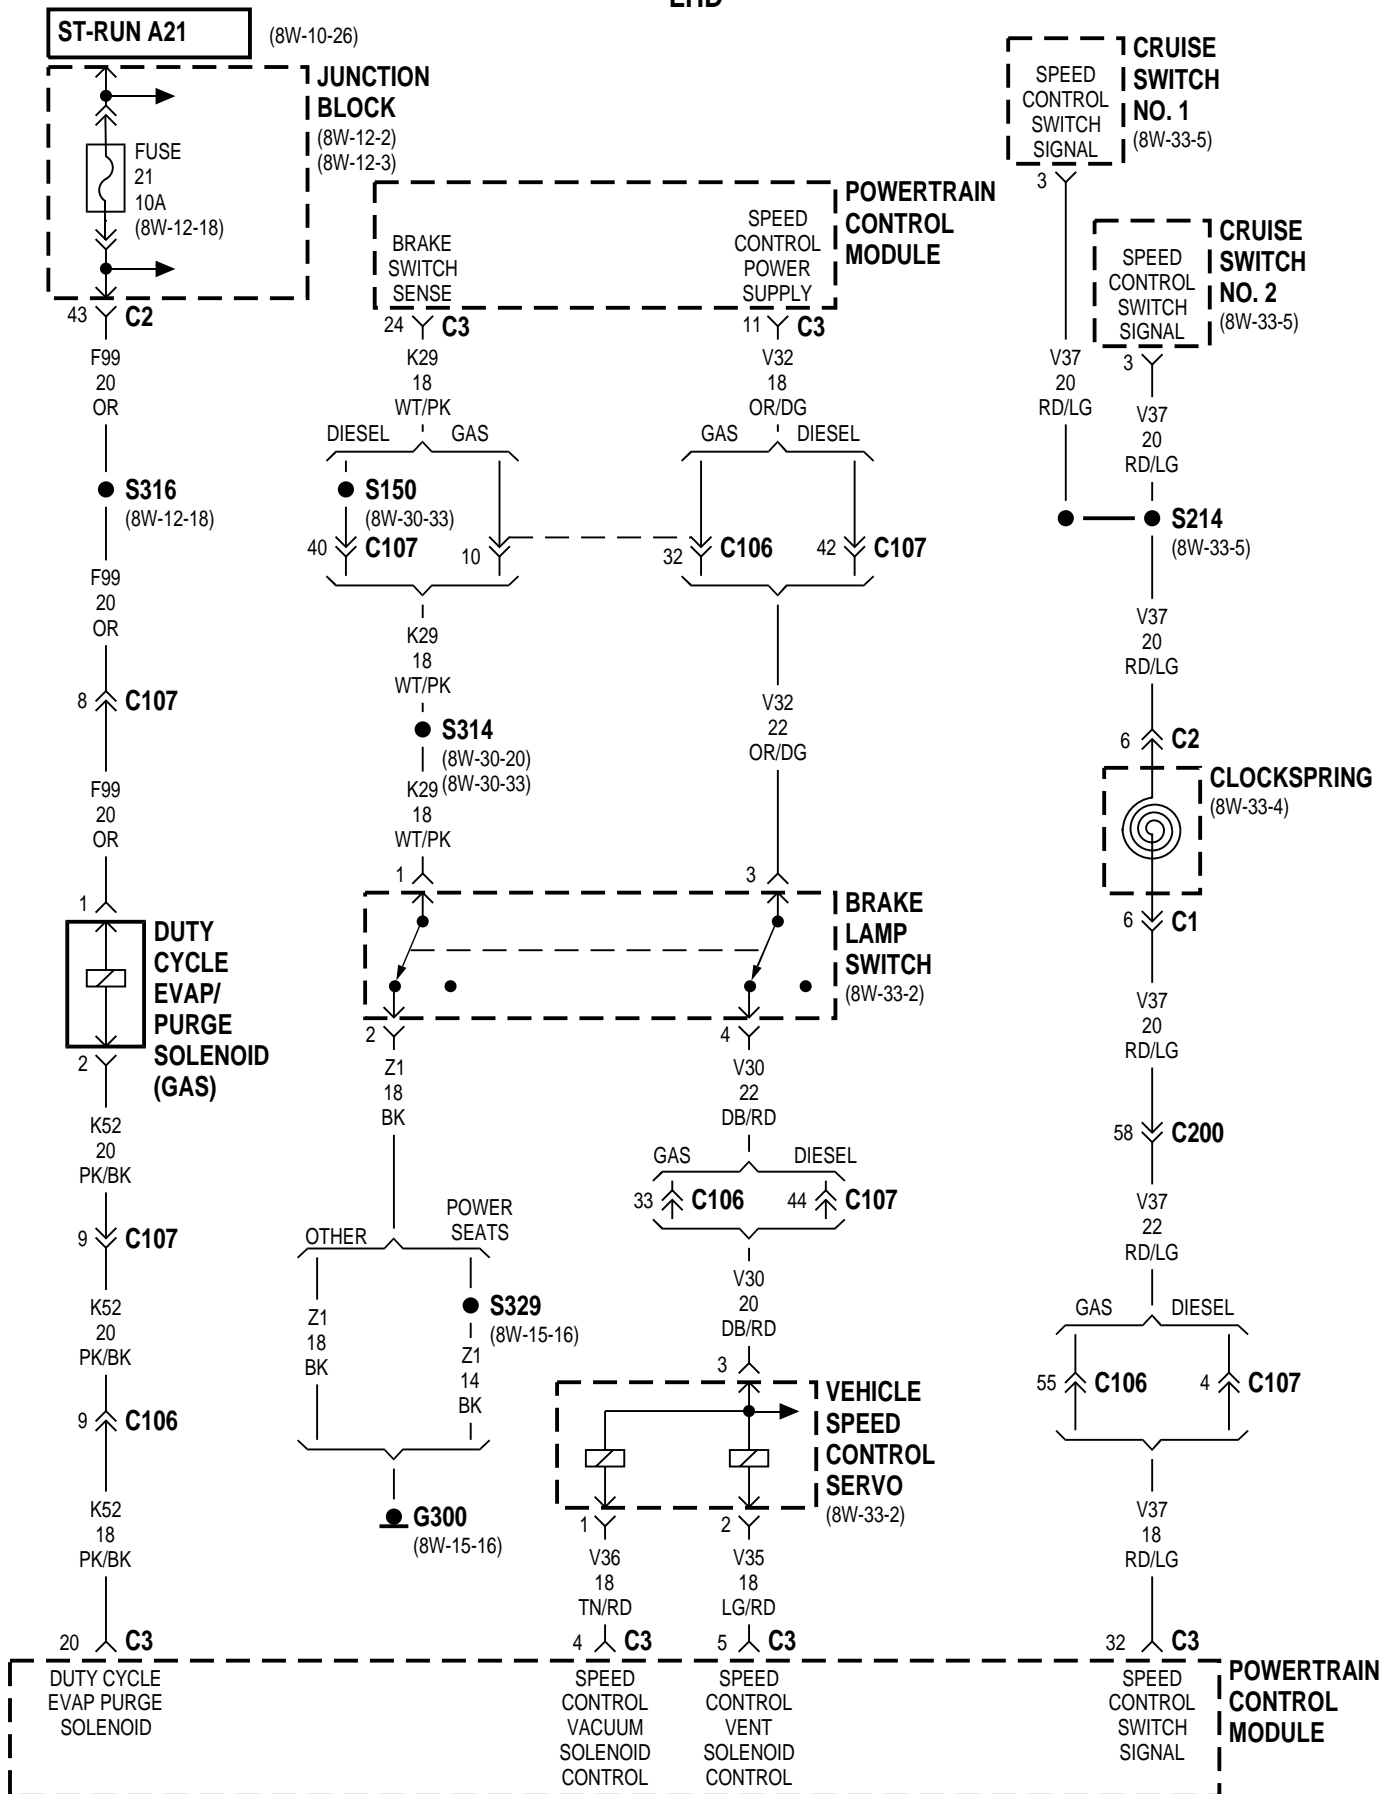 LHD
ST-RUN A21
(8W-10-26)
JUNCTION
BLOCK
(8W-12-2)
(8W-12-3)
FUSE
21
10A
(8W-12-18)
43
C2
F99
20
OR
S316
(8W-12-18)
F99
20
OR
8
C107
F99
20
OR
1
DUTY
CYCLE
EVAP/
PURGE
SOLENOID
(GAS)
2
K52
20
PK/BK
9
C107
K52
20
PK/BK
9
C106
K52
18
PK/BK
20
C3
DUTY CYCLE
EVAP PURGE
SOLENOID
POWERTRAIN
CONTROL
MODULE
BRAKE
SWITCH
SENSE
24
C3
K29
18
WT/PK
DIESEL
GAS
S150
(8W-30-33)
40
C107
10
K29
18
WT/PK
S314
(8W-30-20)
(8W-30-33)
K29
18
WT/PK
1
SPEED
CONTROL
POWER
SUPPLY
11
C3
V32
18
OR/DG
GAS
DIESEL
32
C106
42
C107
V32
22
OR/DG
3
BRAKE
LAMP
SWITCH
(8W-33-2)
2
Z1
18
BK
OTHER
POWER
SEATS
Z1
18
BK
S329
(8W-15-16)
Z1
14
BK
G300
(8W-15-16)
4
V30
22
DB/RD
GAS
DIESEL
33
C106
44
C107
V30
20
DB/RD
3
VEHICLE
SPEED
CONTROL
SERVO
(8W-33-2)
1
V36
18
TN/RD
4
C3
SPEED
CONTROL
VACUUM
SOLENOID
CONTROL
2
V35
18
LG/RD
5
C3
SPEED
CONTROL
VENT
SOLENOID
CONTROL
CRUISE
SWITCH
NO. 1
(8W-33-5)
SPEED
CONTROL
SWITCH
SIGNAL
3
V37
20
RD/LG
CRUISE
SWITCH
NO. 2
(8W-33-5)
SPEED
CONTROL
SWITCH
SIGNAL
3
V37
20
RD/LG
S214
(8W-33-5)
V37
20
RD/LG
6
C2
CLOCKSPRING
(8W-33-4)
6
C1
V37
20
RD/LG
58
C200
V37
22
RD/LG
GAS
DIESEL
55
C106
4
C107
V37
18
RD/LG
32
C3
SPEED
CONTROL
SWITCH
SIGNAL
POWERTRAIN
CONTROL
MODULE